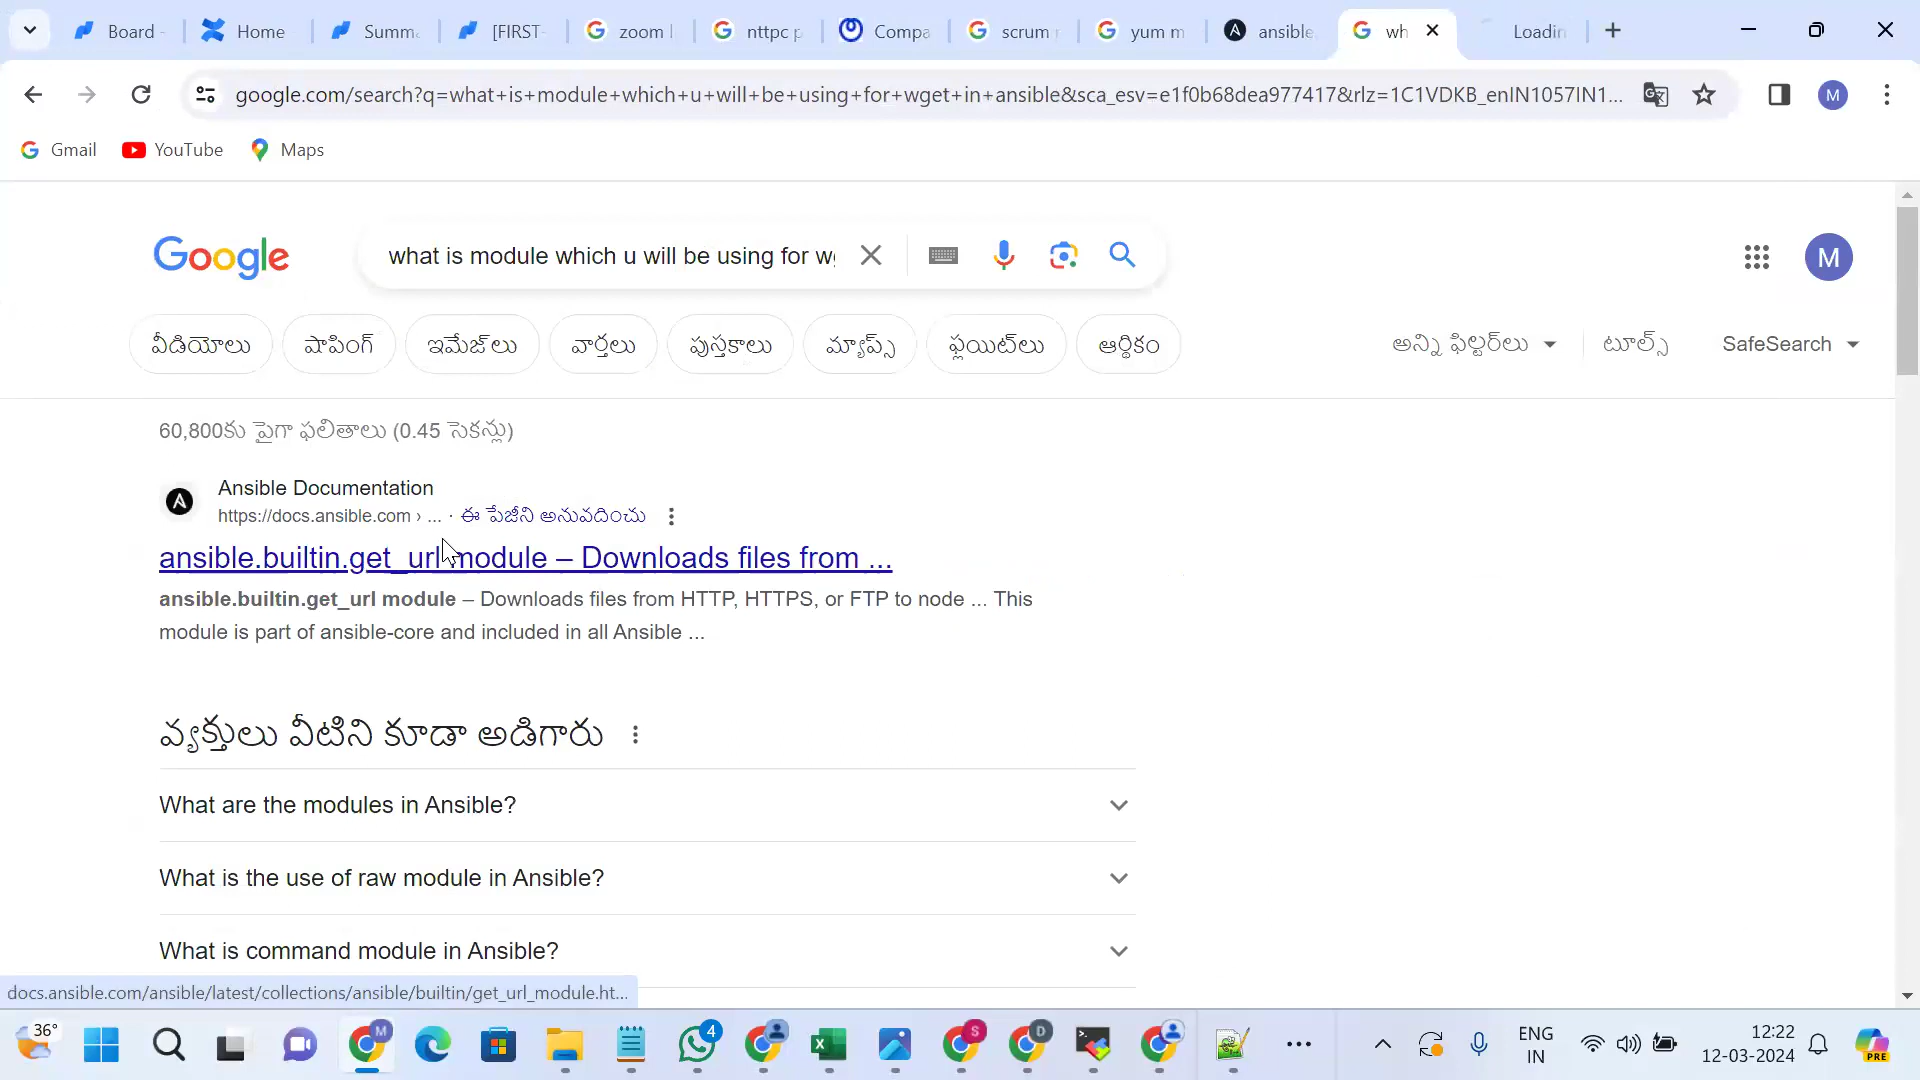 Board -
Home
Summ
[FIRST-
zoom l
nttpc p
Compa
scrum
yum m
ansible
wh
Loadin
google.com/search?q=what+is+module+which+u+will+be+using+for+wget+in+ansible&sca_esv=e1f0b68dea977417&rlz=1C1VDKB_enIN1057IN1...
M
Gmail
YouTube
Maps
Google
what is module which u will be using for wg
M
వీడియోలు
షాపింగ్
ఇమేజ్‌లు
వార్తలు
పుస్తకాలు
మ్యాప్స్
ఫ్లయిట్‌లు
ఆర్థికం
అన్ని ఫిల్టర్‌లు
టూల్స్
SafeSearch
60,800కు పైగా ఫలితాలు (0.45 సెకన్లు)
Ansible Documentation
https://docs.ansible.com › ... · ఈ పేజీని అనువదించు
ansible.builtin.get_url module – Downloads files from ...
ansible.builtin.get_url module – Downloads files from HTTP, HTTPS, or FTP to node ... This
module is part of ansible-core and included in all Ansible ...
వ్యక్తులు వీటిని కూడా అడిగారు
What are the modules in Ansible?
What is the use of raw module in Ansible?
What is command module in Ansible?
docs.ansible.com/ansible/latest/collections/ansible/builtin/get_url_module.ht...
36°
M
4
S
D
ENG
IN
12:22
12-03-2024
PRE